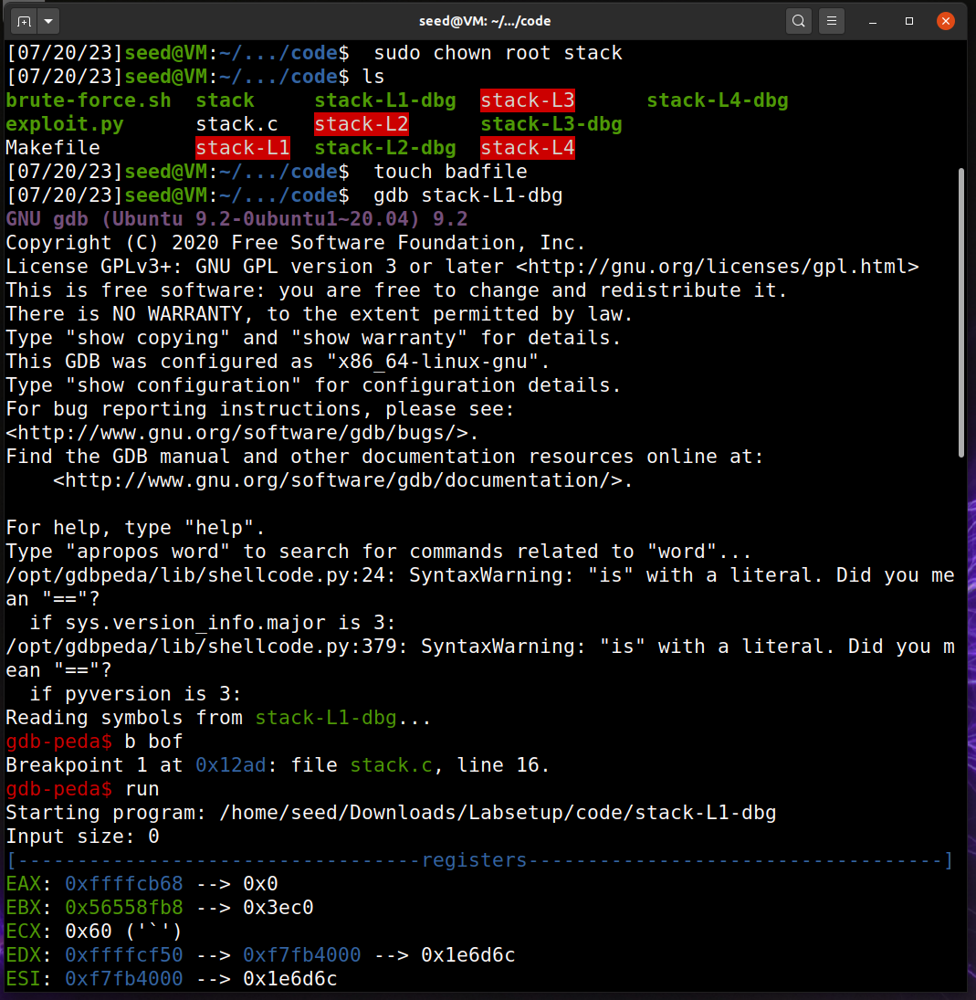 seed@VM: ~/.../code
[07/20/23]seed@VM:~/.../code$  sudo chown root stack
[07/20/23]seed@VM:~/.../code$ ls
brute-force.sh  stack     stack-L1-dbg  stack-L3      stack-L4-dbg
exploit.py      stack.c   stack-L2      stack-L3-dbg
Makefile        stack-L1  stack-L2-dbg  stack-L4
[07/20/23]seed@VM:~/.../code$  touch badfile
[07/20/23]seed@VM:~/.../code$  gdb stack-L1-dbg
GNU gdb (Ubuntu 9.2-0ubuntu1~20.04) 9.2
Copyright (C) 2020 Free Software Foundation, Inc.
License GPLv3+: GNU GPL version 3 or later <http://gnu.org/licenses/gpl.html>
This is free software: you are free to change and redistribute it.
There is NO WARRANTY, to the extent permitted by law.
Type "show copying" and "show warranty" for details.
This GDB was configured as "x86_64-linux-gnu".
Type "show configuration" for configuration details.
For bug reporting instructions, please see:
<http://www.gnu.org/software/gdb/bugs/>.
Find the GDB manual and other documentation resources online at:
    <http://www.gnu.org/software/gdb/documentation/>.
For help, type "help".
Type "apropos word" to search for commands related to "word"...
/opt/gdbpeda/lib/shellcode.py:24: SyntaxWarning: "is" with a literal. Did you me
an "=="?
  if sys.version_info.major is 3:
/opt/gdbpeda/lib/shellcode.py:379: SyntaxWarning: "is" with a literal. Did you m
ean "=="?
  if pyversion is 3:
Reading symbols from stack-L1-dbg...
gdb-peda$ b bof
Breakpoint 1 at 0x12ad: file stack.c, line 16.
gdb-peda$ run
Starting program: /home/seed/Downloads/Labsetup/code/stack-L1-dbg
Input size: 0
[----------------------------------registers-----------------------------------]
EAX: 0xffffcb68 --> 0x0
EBX: 0x56558fb8 --> 0x3ec0
ECX: 0x60 ('`')
EDX: 0xffffcf50 --> 0xf7fb4000 --> 0x1e6d6c
ESI: 0xf7fb4000 --> 0x1e6d6c